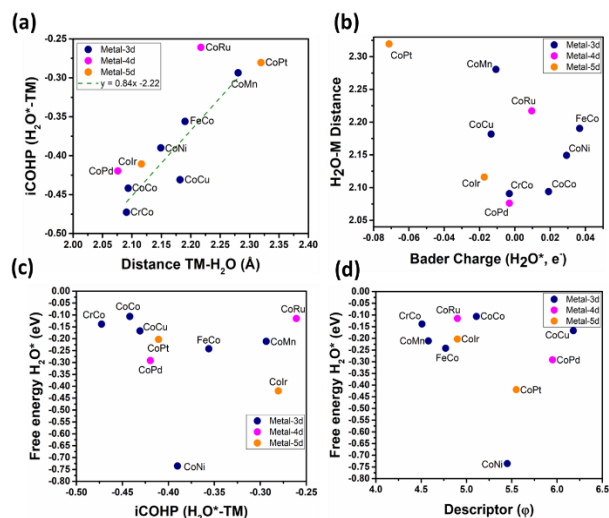 (a)
iCOHP (H₂O*-TM)
-0.25
-0.30
-0.35
-0.40
-0.45
-0.50
Metal-3d
Metal-4d
Metal-5d
y = 0.84x -2.22
CoRu
CoPt
CoMn
FeCo
CoNi
CoIr
CoPd
CoCu
CoCo
CrCo
2.00 2.05 2.10 2.15 2.20 2.25 2.30 2.35 2.40
Distance TM-H₂O (Å)
(b)
H₂O-M Distance
2.30
2.25
2.20
2.15
2.10
2.05
Metal-3d
Metal-4d
Metal-5d
CoPt
CoMn
CoRu
CoCu
FeCo
CoNi
CoIr
CrCo
CoCo
CoPd
-0.08 -0.06 -0.04 -0.02 0.00 0.02 0.04
Bader Charge (H₂O*, e⁻)
(c)
Free energy H₂O* (eV)
0.00
-0.05
-0.10
-0.15
-0.20
-0.25
-0.30
-0.35
-0.40
-0.45
-0.50
-0.55
-0.60
-0.65
-0.70
-0.75
-0.80
CoCo
CrCo
CoCu
CoRu
CoPt
FeCo
CoMn
CoPd
CoIr
Metal-3d
Metal-4d
Metal-5d
CoNi
-0.50 -0.45 -0.40 -0.35 -0.30 -0.25
iCOHP (H₂O*-TM)
(d)
Free energy H₂O* (eV)
0.00
-0.05
-0.10
-0.15
-0.20
-0.25
-0.30
-0.35
-0.40
-0.45
-0.50
-0.55
-0.60
-0.65
-0.70
-0.75
-0.80
Metal-3d
Metal-4d
Metal-5d
CoRu
CrCo
CoCo
CoCu
CoMn
CoIr
FeCo
CoPd
CoPt
CoNi
4.0 4.5 5.0 5.5 6.0 6.5
Descriptor (φ)